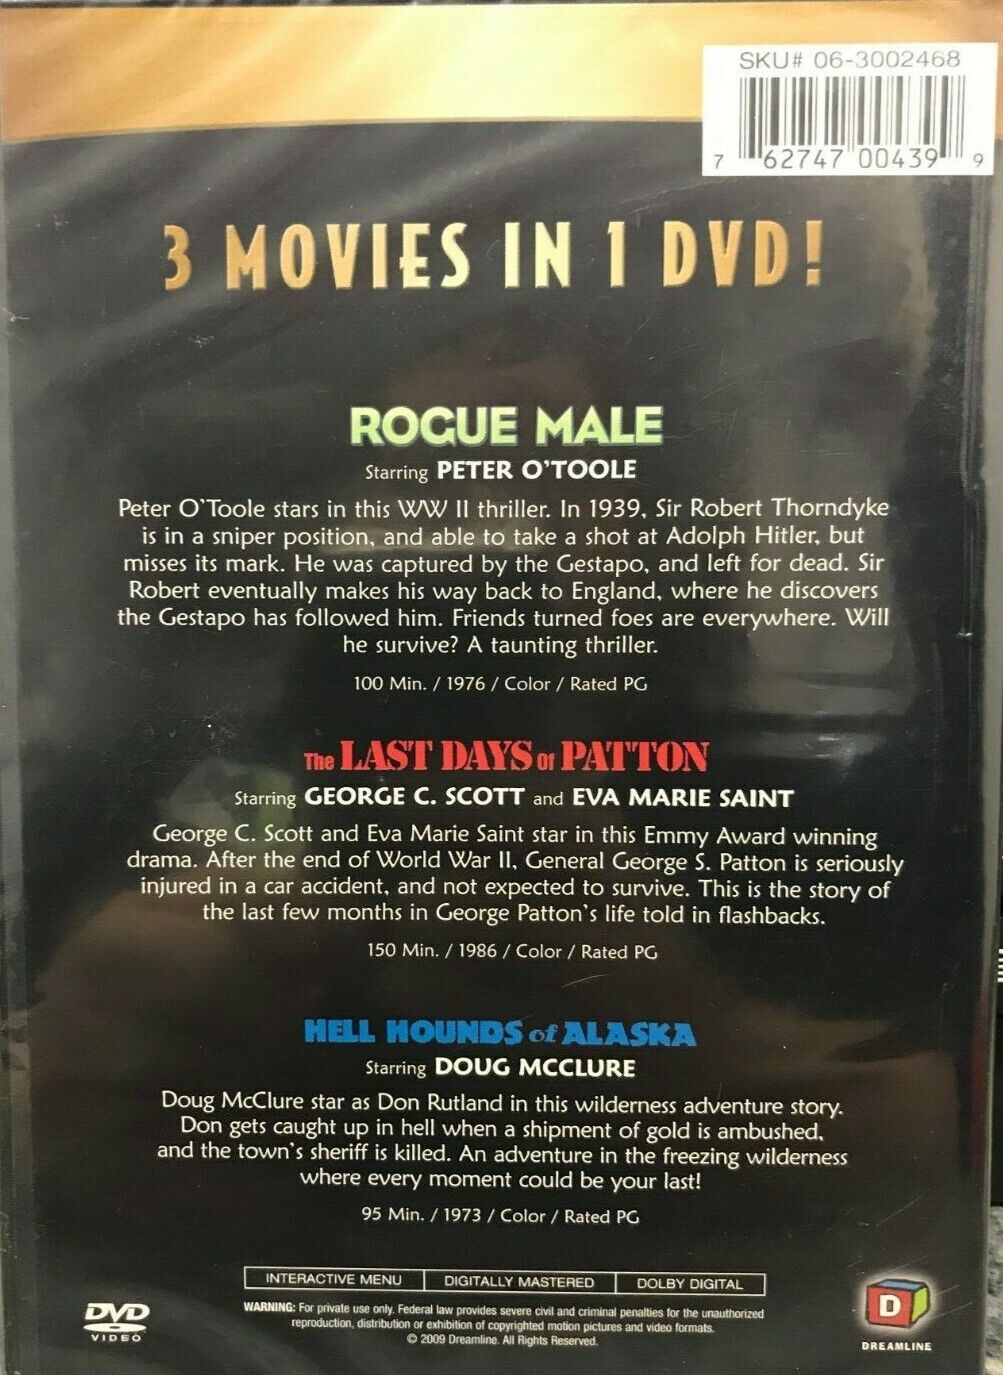 SKU# 06-3002468
7 62747 00439 9
3 MOVIES IN 1 DVD!
ROGUE MALE
Starring PETER O'TOOLE
Peter O'Toole stars in this WW II thriller. In 1939, Sir Robert Thorndyke
is in a sniper position, and able to take a shot at Adolph Hitler, but
misses its mark. He was captured by the Gestapo, and left for dead. Sir
Robert eventually makes his way back to England, where he discovers
the Gestapo has followed him. Friends turned foes are everywhere. Will
he survive? A taunting thriller.
100 Min. / 1976 / Color / Rated PG
The LAST DAYS of PATTON
Starring GEORGE C. SCOTT and EVA MARIE SAINT
George C. Scott and Eva Marie Saint star in this Emmy Award winning
drama. After the end of World War II, General George S. Patton is seriously
injured in a car accident, and not expected to survive. This is the story of
the last few months in George Patton's life told in flashbacks.
150 Min. / 1986 / Color / Rated PG
HELL HOUNDS of ALASKA
Starring DOUG MCCLURE
Doug McClure star as Don Rutland in this wilderness adventure story.
Don gets caught up in hell when a shipment of gold is ambushed,
and the town's sheriff is killed. An adventure in the freezing wilderness
where every moment could be your last!
95 Min. / 1973 / Color / Rated PG
INTERACTIVE MENU DIGITALLY MASTERED DOLBY DIGITAL
WARNING: For private use only. Federal law provides severe civil and criminal penalties for the unauthorized
reproduction, distribution or exhibition of copyrighted motion pictures and video formats.
© 2009 Dreamline. All Rights Reserved.
DVD
VIDEO
D
DREAMLINE